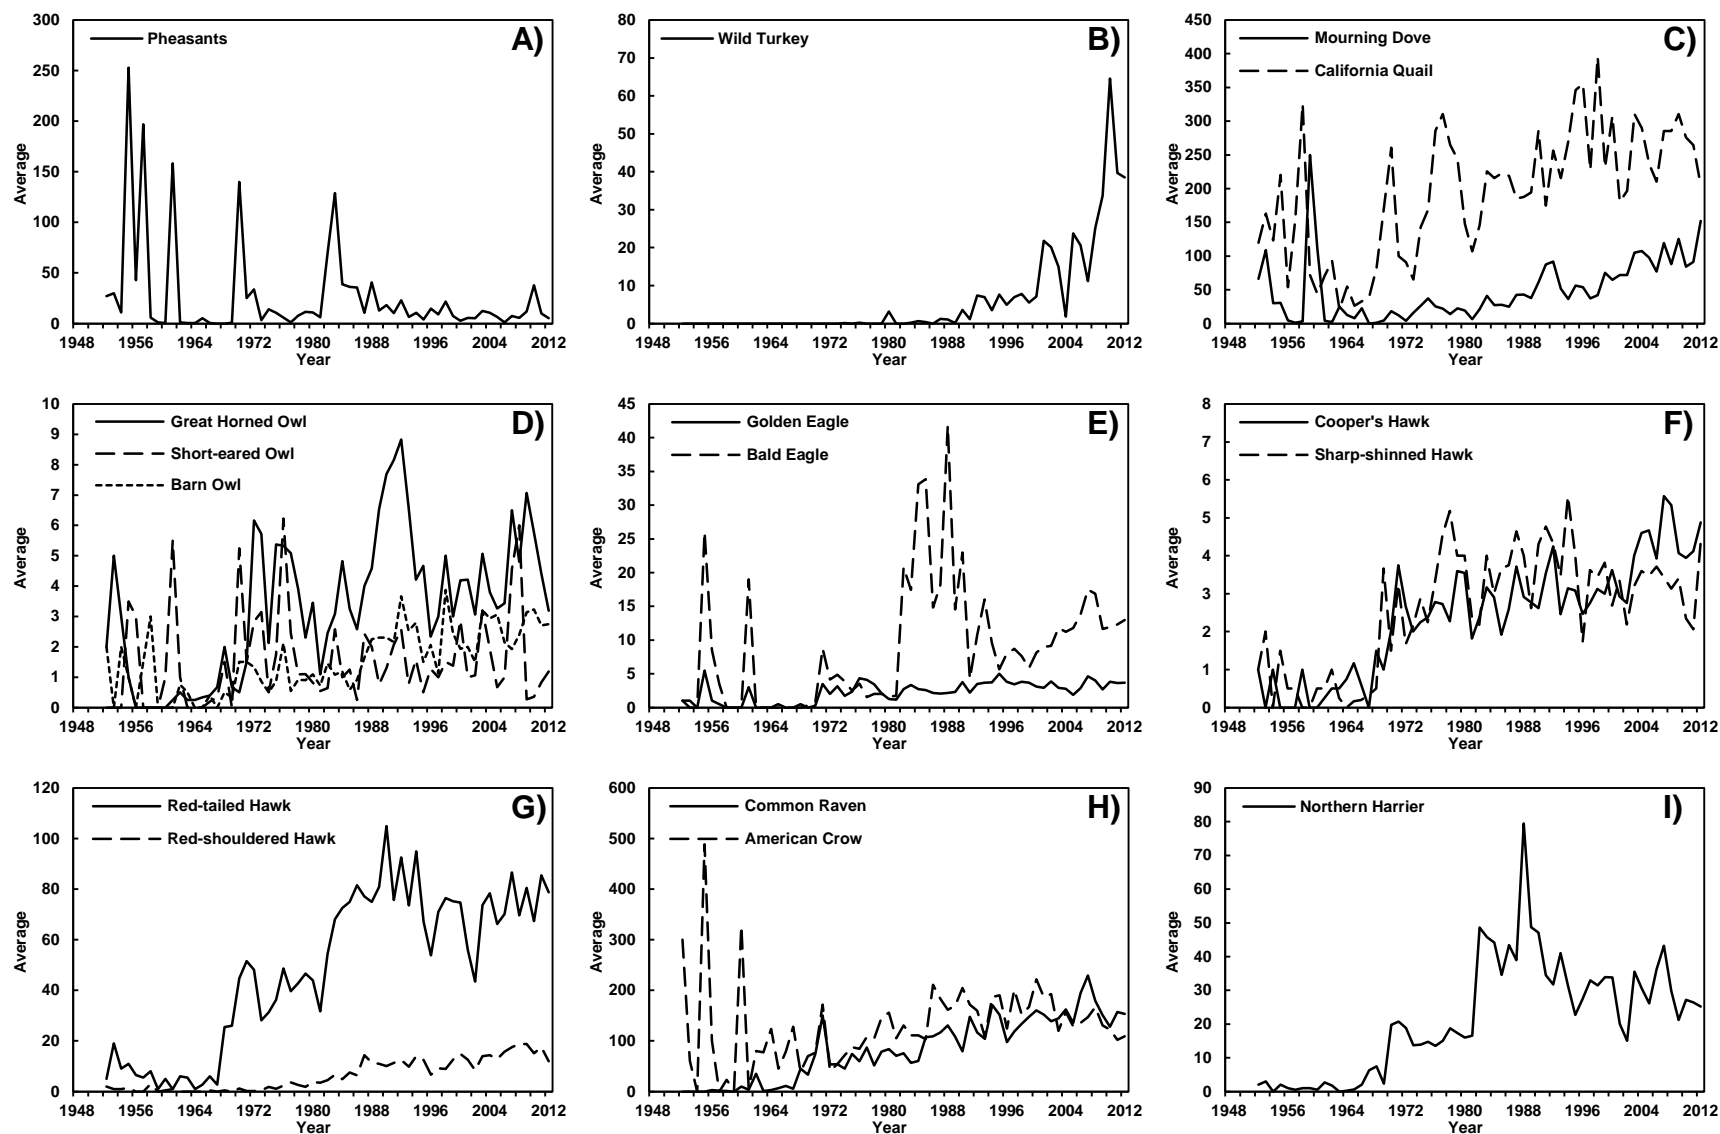 A)
Pheasants
300
250
200
150
100
50
0
Average
1948 1956 1964 1972 1980 1988 1996 2004 2012
Year
B)
Wild Turkey
80
70
60
50
40
30
20
10
0
Average
1948 1956 1964 1972 1980 1988 1996 2004 2012
Year
C)
Mourning Dove
California Quail
450
400
350
300
250
200
150
100
50
0
Average
1948 1956 1964 1972 1980 1988 1996 2004 2012
Year
D)
Great Horned Owl
Short-eared Owl
Barn Owl
10
9
8
7
6
5
4
3
2
1
0
Average
1948 1956 1964 1972 1980 1988 1996 2004 2012
Year
E)
Golden Eagle
Bald Eagle
45
40
35
30
25
20
15
10
5
0
Average
1948 1956 1964 1972 1980 1988 1996 2004 2012
Year
F)
Cooper's Hawk
Sharp-shinned Hawk
8
7
6
5
4
3
2
1
0
Average
1948 1956 1964 1972 1980 1988 1996 2004 2012
Year
G)
Red-tailed Hawk
Red-shouldered Hawk
120
100
80
60
40
20
0
Average
1948 1956 1964 1972 1980 1988 1996 2004 2012
Year
H)
Common Raven
American Crow
600
500
400
300
200
100
0
Average
1948 1956 1964 1972 1980 1988 1996 2004 2012
Year
I)
Northern Harrier
90
80
70
60
50
40
30
20
10
0
Average
1948 1956 1964 1972 1980 1988 1996 2004 2012
Year